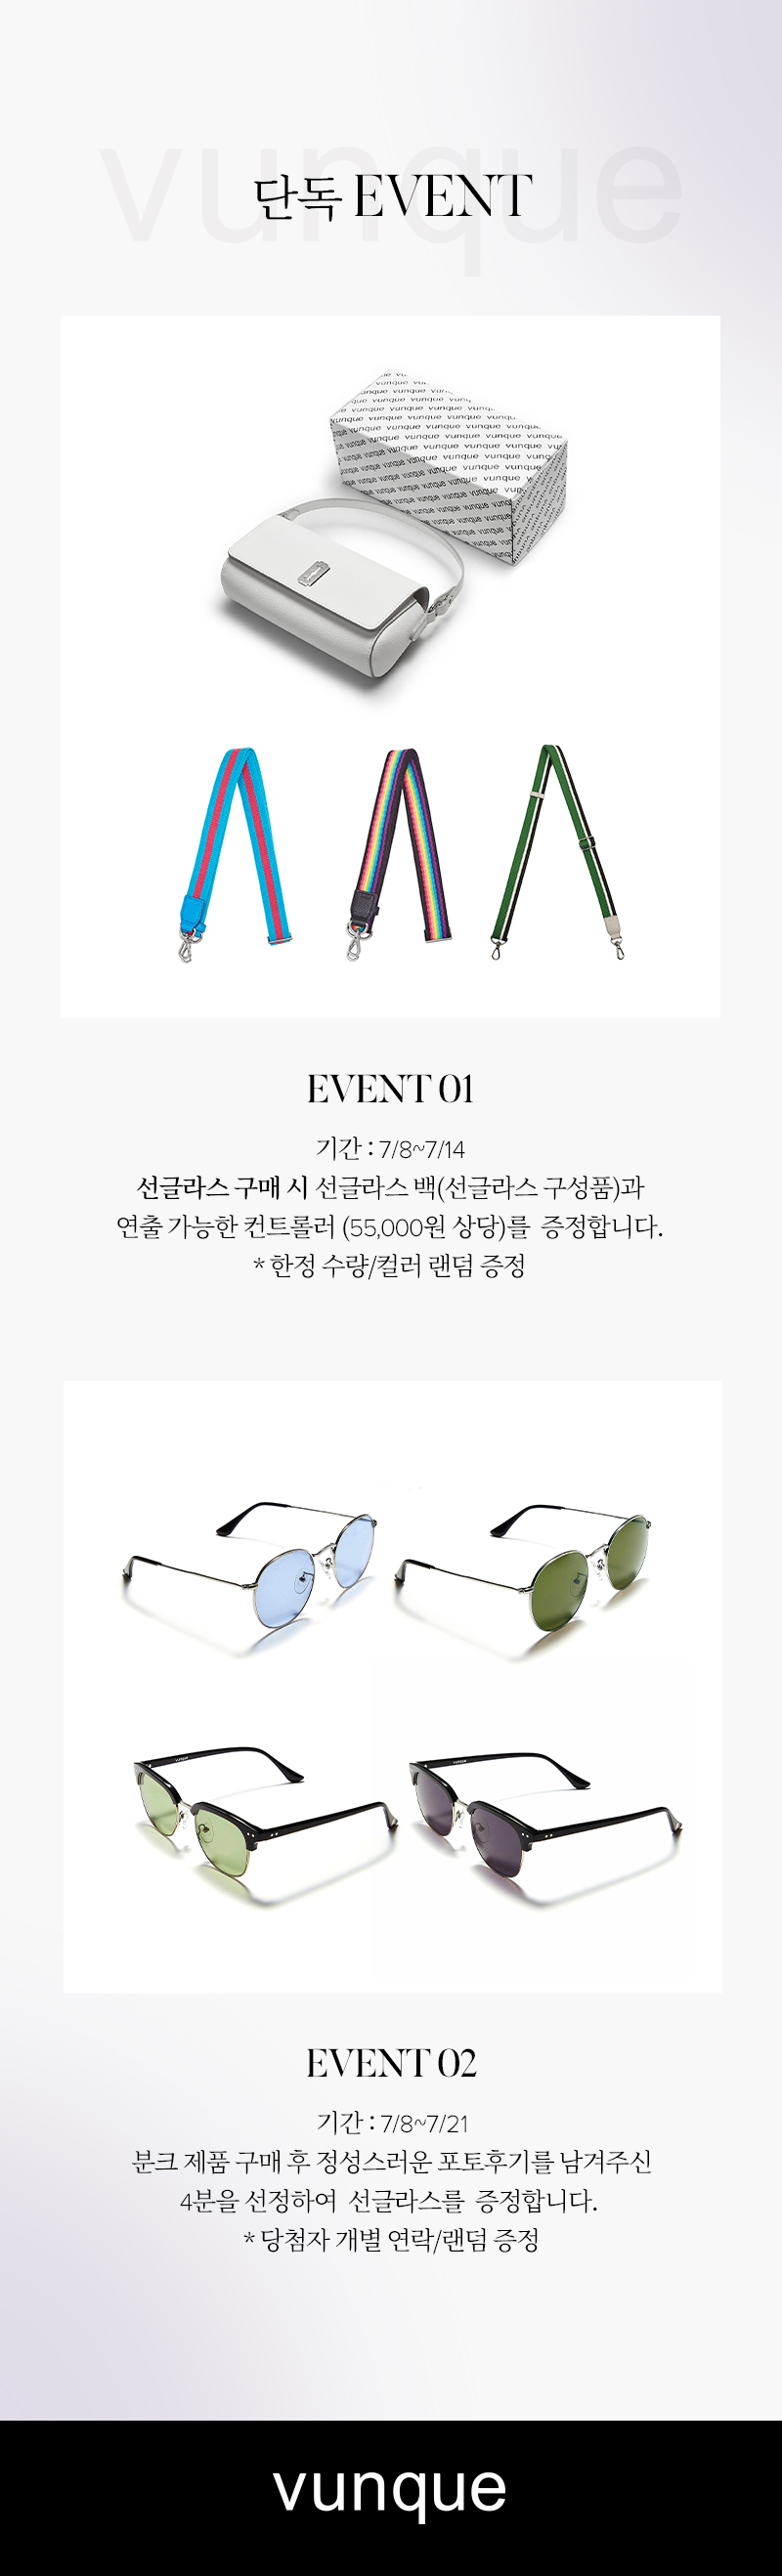 vunque
단독 EVENT
EVENT 01
기간 : 7/8~7/14
선글라스 구매 시 선글라스 백(선글라스 구성품)과
연출 가능한 컨트롤러 (55,000원 상당)를 증정합니다.
* 한정 수량/컬러 랜덤 증정
EVENT 02
기간 : 7/8~7/21
분크 제품 구매 후 정성스러운 포토후기를 남겨주신
4분을 선정하여 선글라스를 증정합니다.
* 당첨자 개별 연락/랜덤 증정
vunque